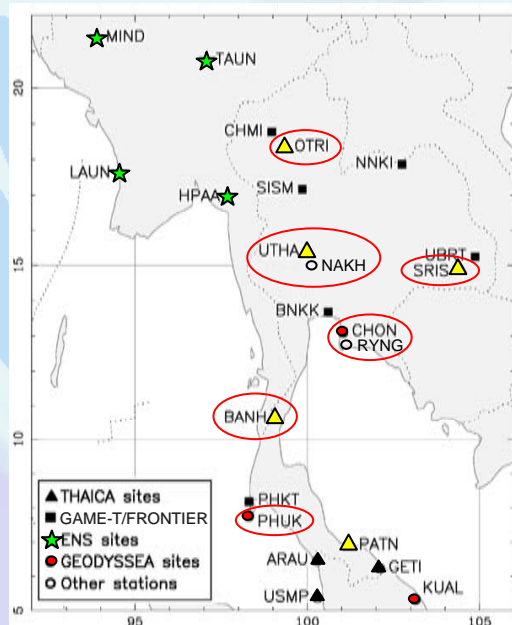 MIND
TAUN
20
CHMI
OTRI
NNKI
LAUN
SISM
HPAA
UTHA
NAKH
UBRT
SRIS
15
BNKK
CHON
RYNG
BANH
10
THAICA sites
GAME-T/FRONTIER
ENS sites
GEODYSSEA sites
Other stations
PHKT
PHUK
PATN
ARAU
GETI
USMP
KUAL
5
95
100
105